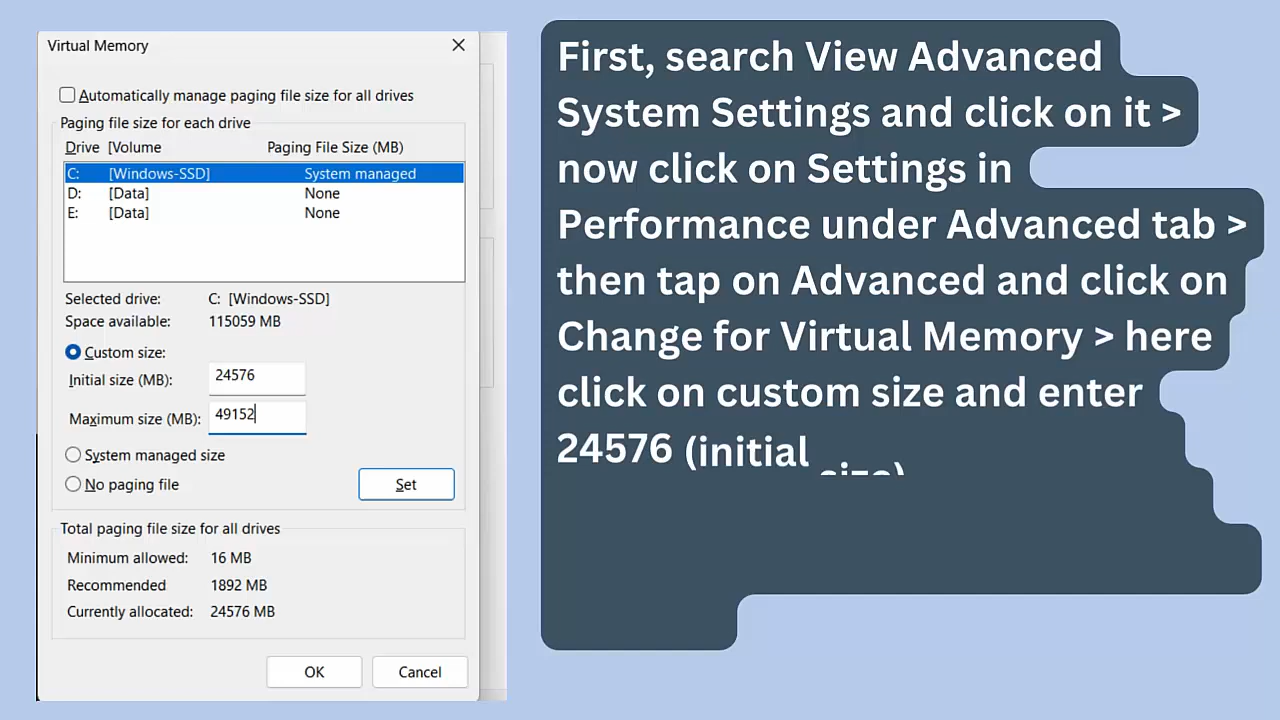 Virtual Memory
Automatically manage paging file size for all drives
Paging file size for each drive
Drive [Volume Paging File Size (MB)
C: [Windows-SSD] System managed
D: [Data] None
E: [Data] None
Selected drive: C: [Windows-SSD]
Space available: 115059 MB
Custom size:
Initial size (MB): 24576
Maximum size (MB): 49152
System managed size
No paging file Set
Total paging file size for all drives
Minimum allowed: 16 MB
Recommended 1892 MB
Currently allocated: 24576 MB
OK Cancel
First, search View Advanced
System Settings and click on it >
now click on Settings in
Performance under Advanced tab >
then tap on Advanced and click on
Change for Virtual Memory > here
click on custom size and enter
24576 (initial